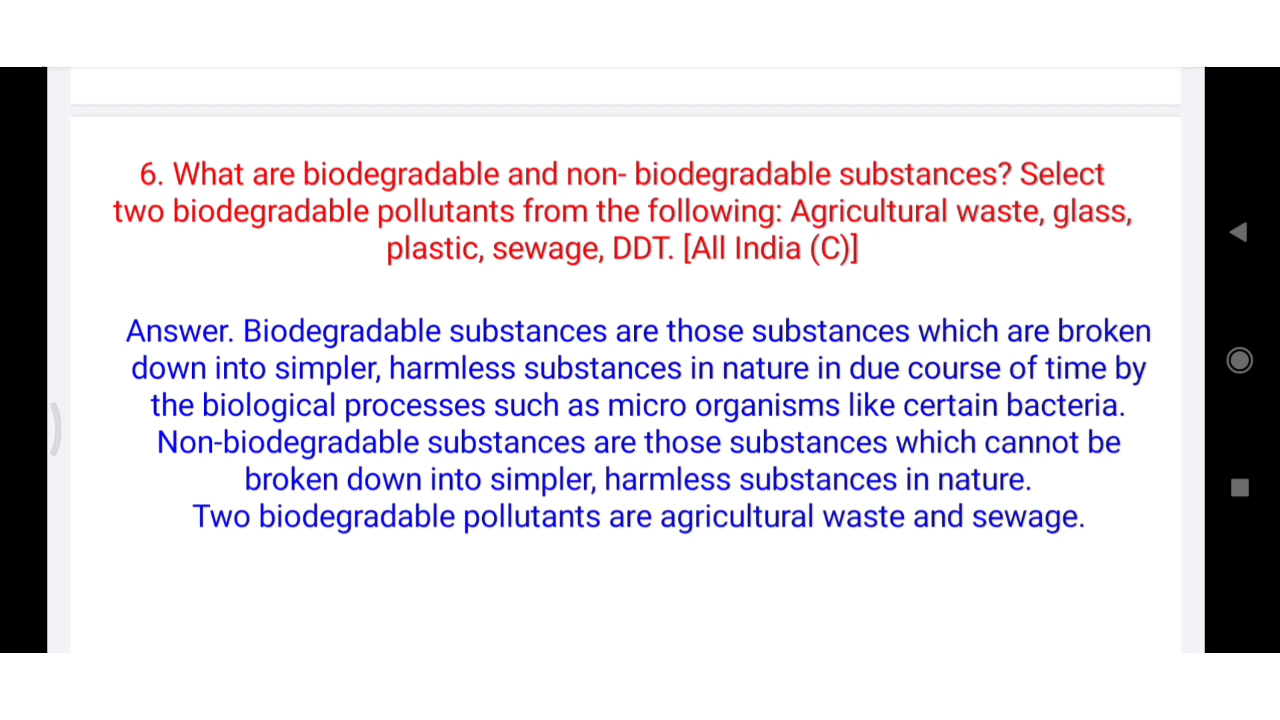 6. What are biodegradable and non- biodegradable substances? Select
two biodegradable pollutants from the following: Agricultural waste, glass,
plastic, sewage, DDT. [All India (C)]
Answer. Biodegradable substances are those substances which are broken
down into simpler, harmless substances in nature in due course of time by
the biological processes such as micro organisms like certain bacteria.
Non-biodegradable substances are those substances which cannot be
broken down into simpler, harmless substances in nature.
Two biodegradable pollutants are agricultural waste and sewage.